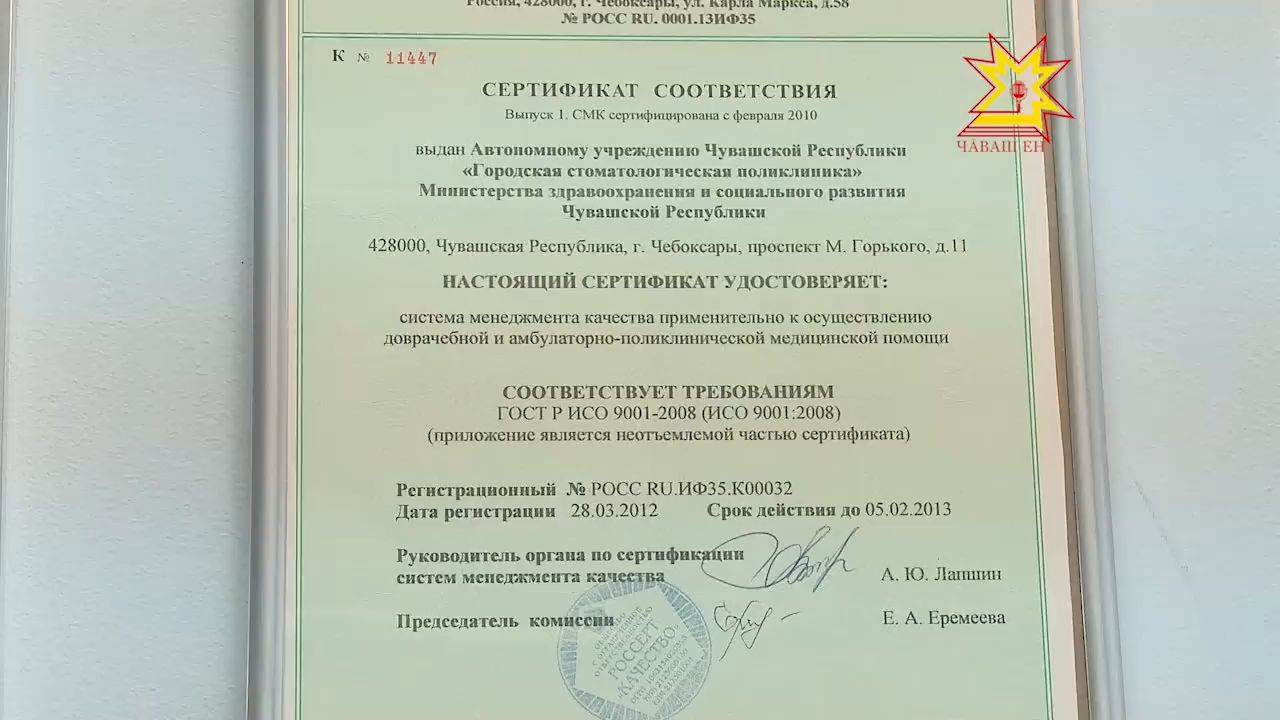 Россия, 428000, г. Чебоксары, ул. Карла Маркса, д.58
№ РОСС RU. 0001.13ИФ35
К № 11447
СЕРТИФИКАТ СООТВЕТСТВИЯ
Выпуск 1. СМК сертифицирована с февраля 2010
выдан Автономному учреждению Чувашской Республики
«Городская стоматологическая поликлиника»
Министерства здравоохранения и социального развития
Чувашской Республики
428000, Чувашская Республика, г. Чебоксары, проспект М. Горького, д.11
НАСТОЯЩИЙ СЕРТИФИКАТ УДОСТОВЕРЯЕТ:
система менеджмента качества применительно к осуществлению
доврачебной и амбулаторно-поликлинической медицинской помощи
СООТВЕТСТВУЕТ ТРЕБОВАНИЯМ
ГОСТ Р ИСО 9001-2008 (ИСО 9001:2008)
(приложение является неотъемлемой частью сертификата)
Регистрационный № РОСС RU.ИФ35.К00032
Дата регистрации 28.03.2012 Срок действия до 05.02.2013
Руководитель органа по сертификации
систем менеджмента качества А. Ю. Лапшин
Председатель комиссии Е. А. Еремеева
РОССЕРТ
«КАЧЕСТВО»
ЧӐВАШ ЕН